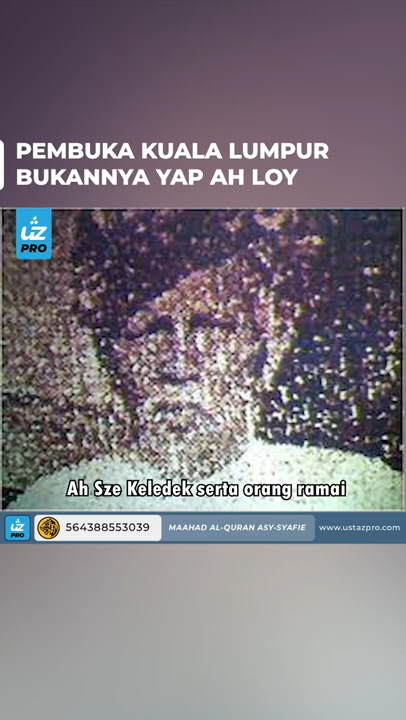 PEMBUKA KUALA LUMPUR
BUKANNYA YAP AH LOY
UZ
PRO
Ah Sze Keledek serta orang ramai
UZ
PRO
564388553039
MAAHAD AL-QURAN ASY-SYAFIE
www.ustazpro.com